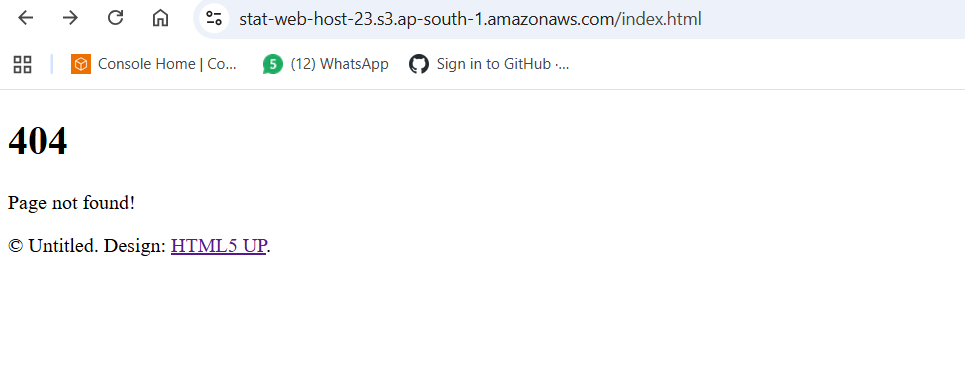 stat-web-host-23.s3.ap-south-1.amazonaws.com/index.html
Console Home | Co... 5 (12) WhatsApp Sign in to GitHub ·...
404
Page not found!
© Untitled. Design: HTML5 UP.